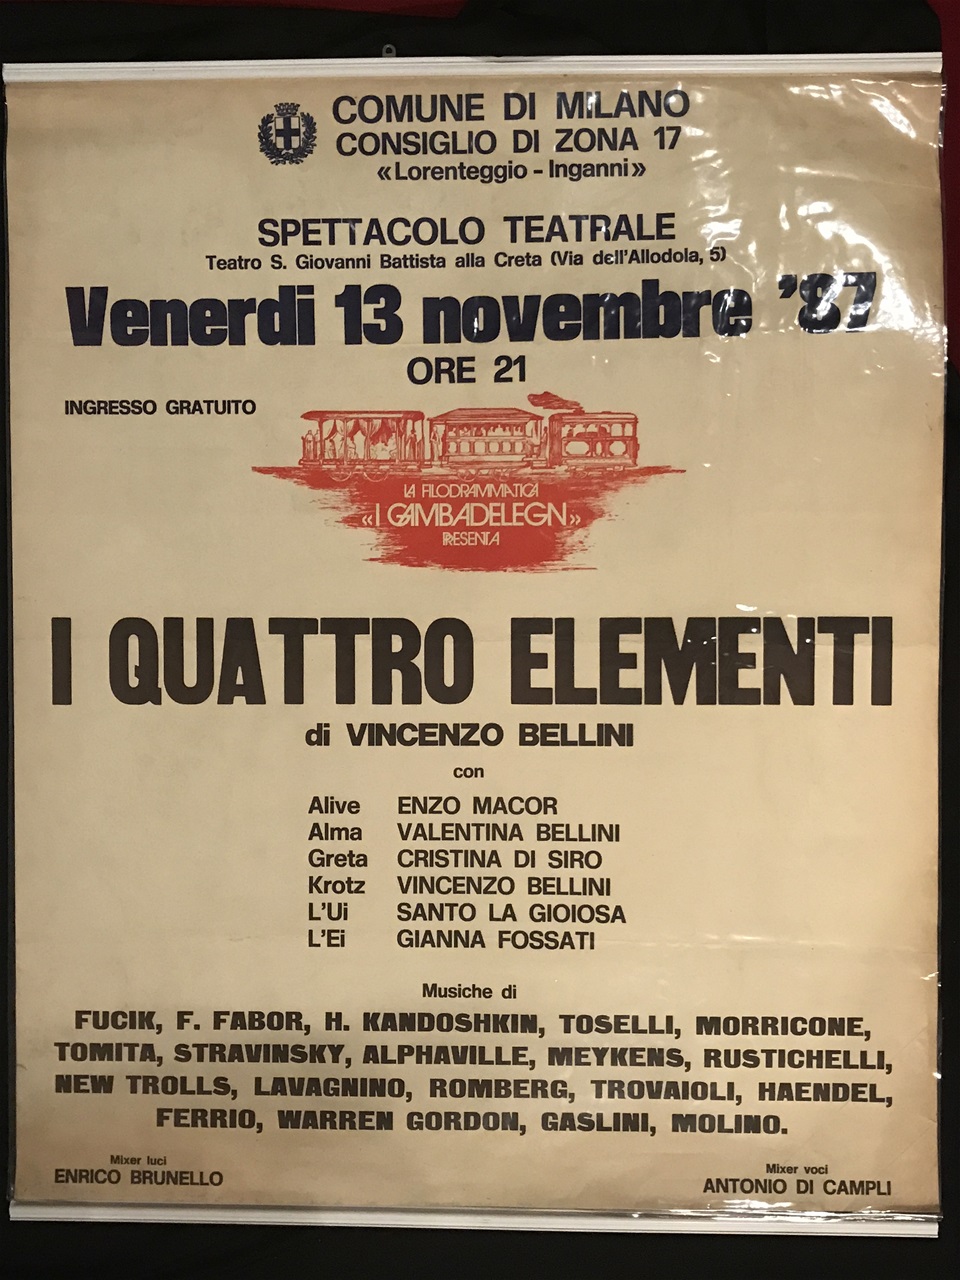 COMUNE DI MILANO
CONSIGLIO DI ZONA 17
«Lorenteggio - Inganni»
SPETTACOLO TEATRALE
Teatro S. Giovanni Battista alla Creta (Via dell'Allodola, 5)
Venerdi 13 novembre '87
ORE 21
INGRESSO GRATUITO
LA FILODRAMMATICA
«I GAMBADELEGN»
PRESENTA
I QUATTRO ELEMENTI
di VINCENZO BELLINI
con
Alive ENZO MACOR
Alma VALENTINA BELLINI
Greta CRISTINA DI SIRO
Krotz VINCENZO BELLINI
L'Ui SANTO LA GIOIOSA
L'Ei GIANNA FOSSATI
Musiche di
FUCIK, F. FABOR, H. KANDOSHKIN, TOSELLI, MORRICONE,
TOMITA, STRAVINSKY, ALPHAVILLE, MEYKENS, RUSTICHELLI,
NEW TROLLS, LAVAGNINO, ROMBERG, TROVAIOLI, HAENDEL,
FERRIO, WARREN GORDON, GASLINI, MOLINO.
Mixer luci
ENRICO BRUNELLO
Mixer voci
ANTONIO DI CAMPLI